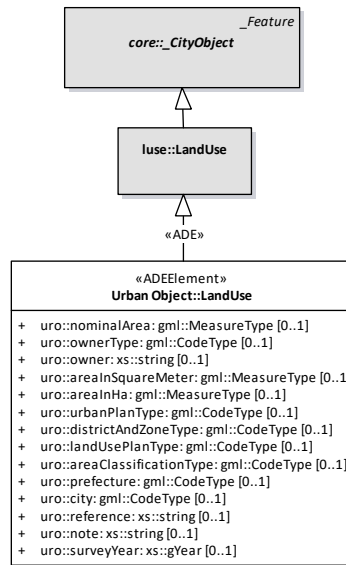 _Feature
core::_CityObject
luse::LandUse
«ADE»
«ADEElement»
Urban Object::LandUse
+ uro::nominalArea: gml::MeasureType [0..1]
+ uro::ownerType: gml::CodeType [0..1]
+ uro::owner: xs::string [0..1]
+ uro::areaInSquareMeter: gml::MeasureType [0..1]
+ uro::areaInHa: gml::MeasureType [0..1]
+ uro::urbanPlanType: gml::CodeType [0..1]
+ uro::districtAndZoneType: gml::CodeType [0..1]
+ uro::landUsePlanType: gml::CodeType [0..1]
+ uro::areaClassificationType: gml::CodeType [0..1]
+ uro::prefecture: gml::CodeType [0..1]
+ uro::city: gml::CodeType [0..1]
+ uro::reference: xs::string [0..1]
+ uro::note: xs::string [0..1]
+ uro::surveyYear: xs::gYear [0..1]